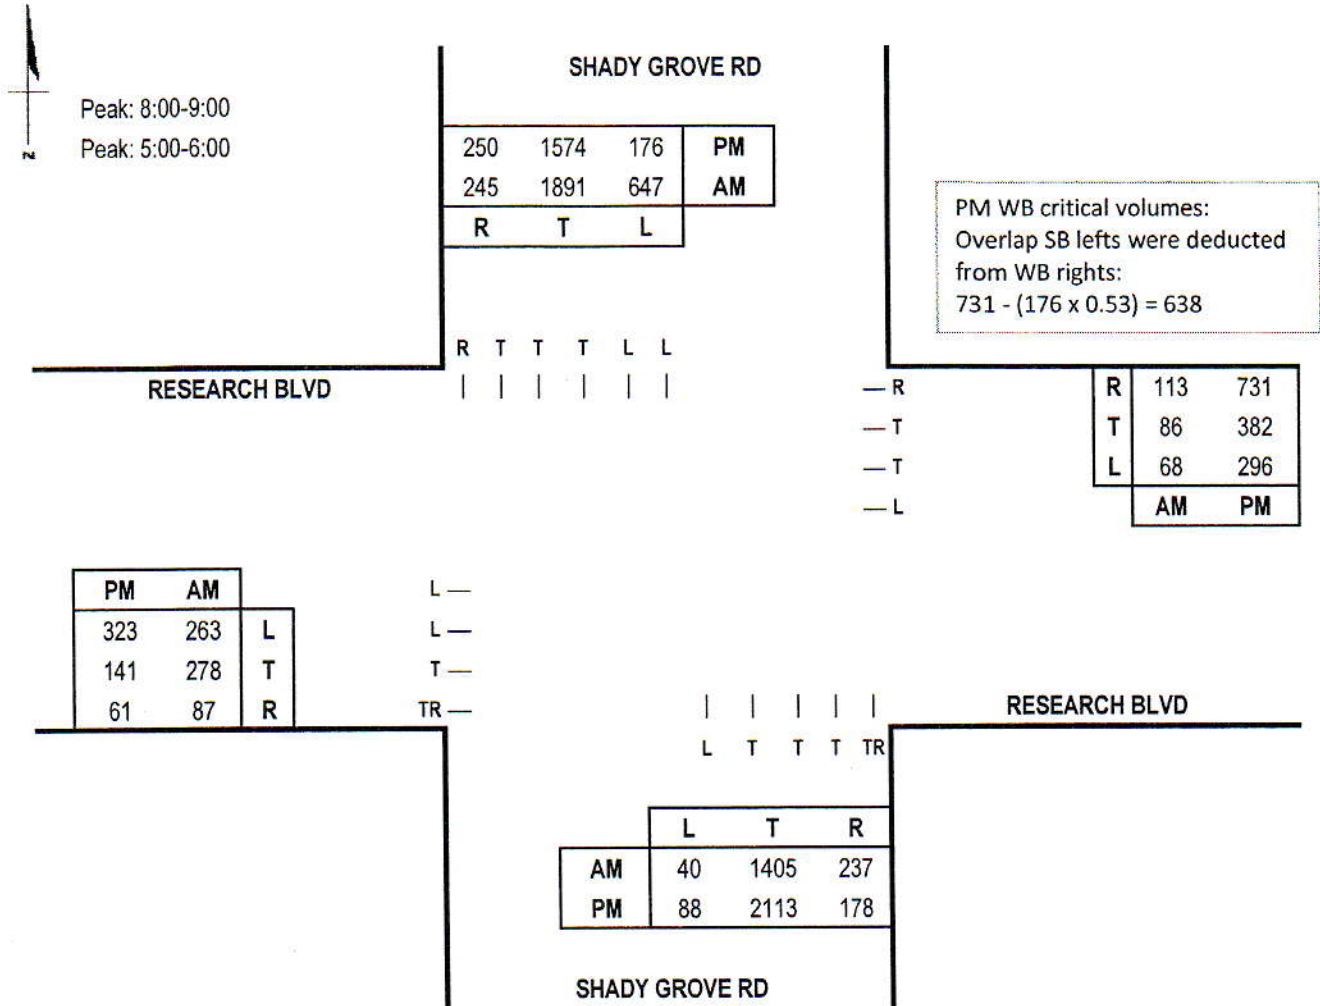 SHADY GROVE RD
Peak: 8:00-9:00
Peak: 5:00-6:00
N
250 1574 176 PM
245 1891 647 AM
R T L
PM WB critical volumes:
Overlap SB lefts were deducted
from WB rights:
731 - (176 x 0.53) = 638
R T T T L L
RESEARCH BLVD
R
T
T
L
R 113 731
T 86 382
L 68 296
AM PM
PM AM
323 263 L
141 278 T
61 87 R
L
L
T
TR
RESEARCH BLVD
L T T T TR
L T R
AM 40 1405 237
PM 88 2113 178
SHADY GROVE RD